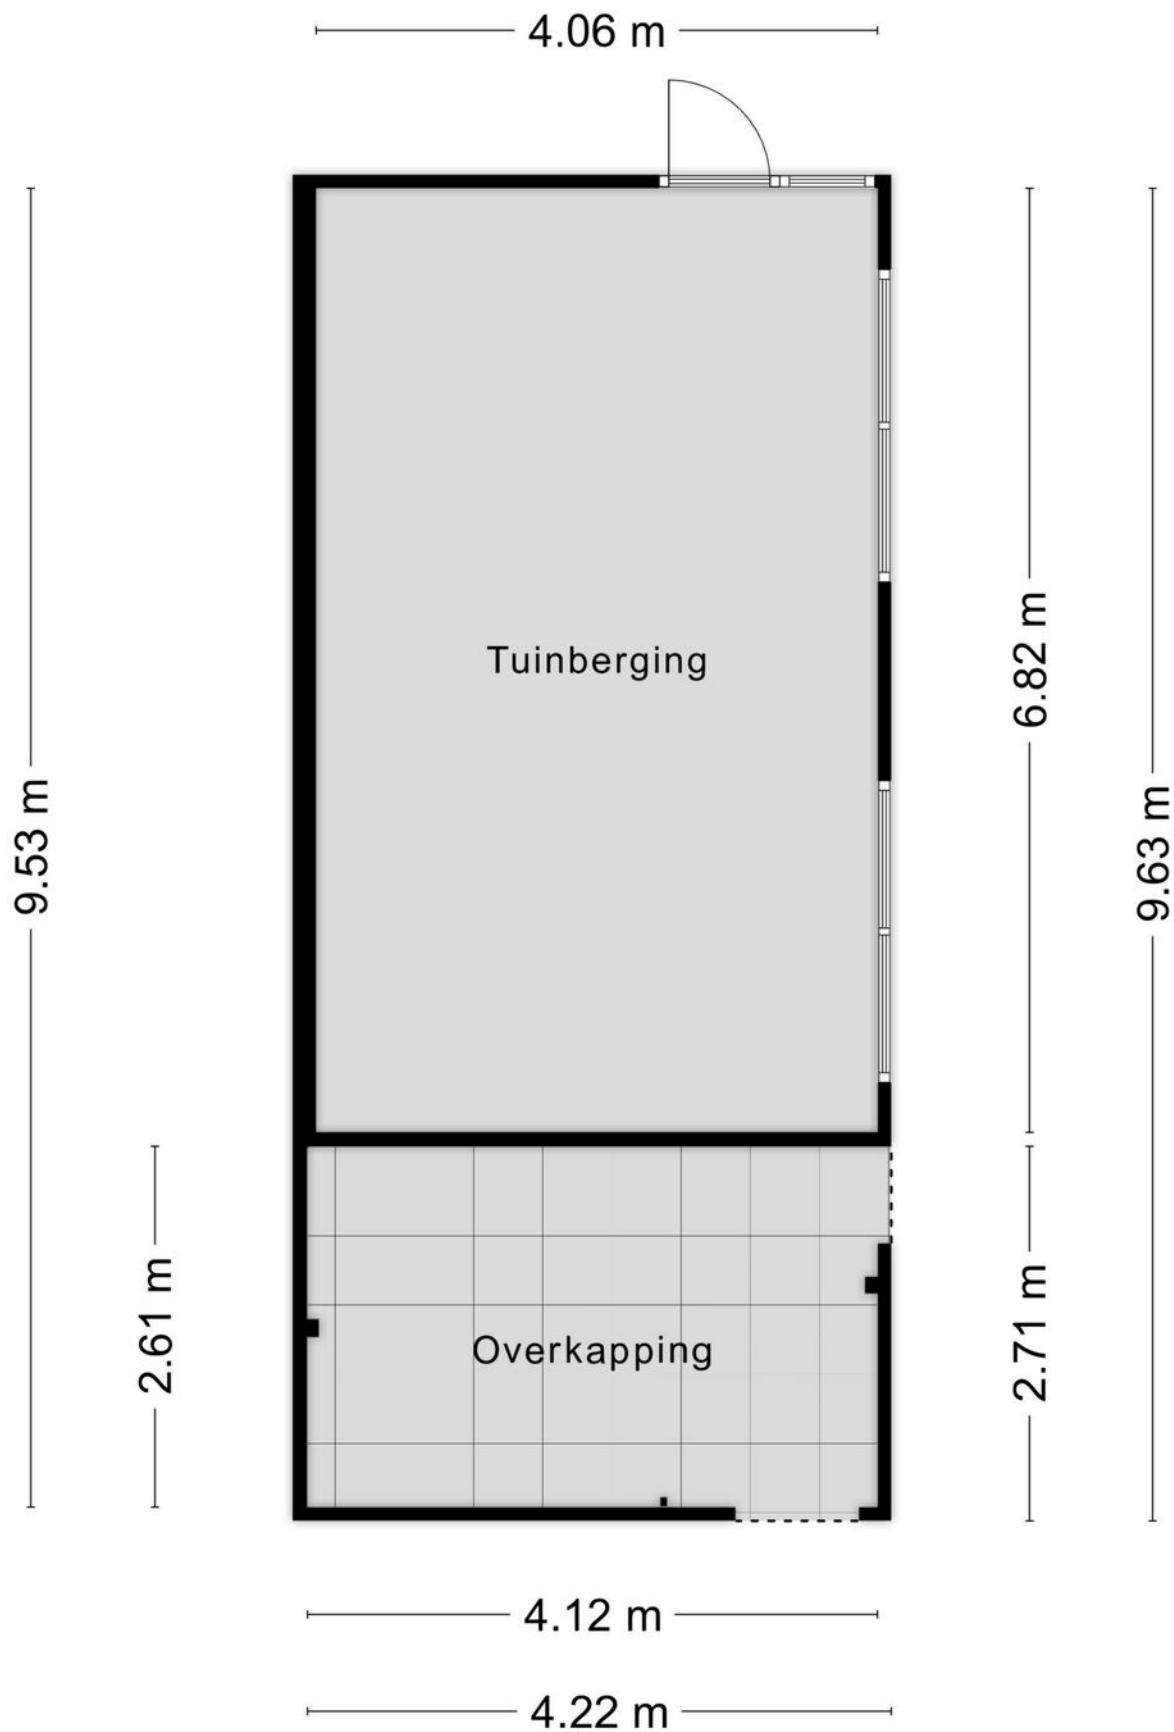 4.06 m
Tuinberging
6.82 m
9.53 m
9.63 m
2.61 m
Overkapping
2.71 m
4.12 m
4.22 m